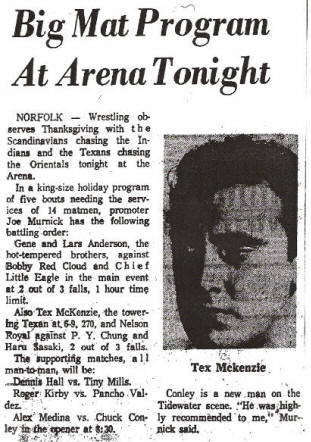 Big Mat Program
At Arena Tonight
NORFOLK — Wrestling ob-
serves Thanksgiving with the
Scandinavians chasing the In-
dians and the Texans chasing
the Orientals tonight at the
Arena.
In a king-size holiday program
of five bouts needing the serv-
ices of 14 matmen, promoter
Joe Murnick has the following
battling order:
Gene and Lars Anderson, the
hot-tempered brothers, against
Bobby Red Cloud and Chief
Little Eagle in the main event
at 2 out of 3 falls, 1 hour time
limit.
Also Tex McKenzie, the tower-
ing Texan at 6-9, 270, and Nelson
Royal against P. Y. Chung and
Haru Sasaki, 2 out of 3 falls.
The supporting matches, all
man-to-man, will be:
Dennis Hall vs. Tiny Mills.
Roger Kirby vs. Pancho Val-
dez.
Alex Medina vs. Chuck Con-
ley in the opener at 8:30.
Tex Mckenzie
Conley is a new man on the
Tidewater scene. "He was high-
ly recommended to me," Mur-
nick said.